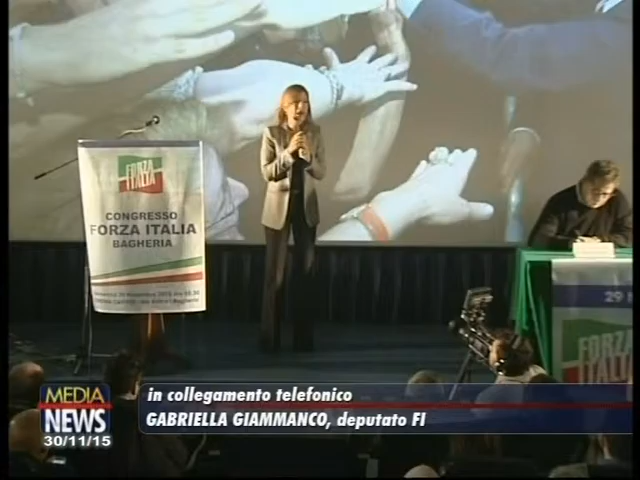 FORZA
ITALIA
CONGRESSO
FORZA ITALIA
BAGHERIA
29 N
FORZA
ITALIA
in collegamento telefonico
GABRIELLA GIAMMANCO, deputato FI
MEDIA
NEWS
30/11/15